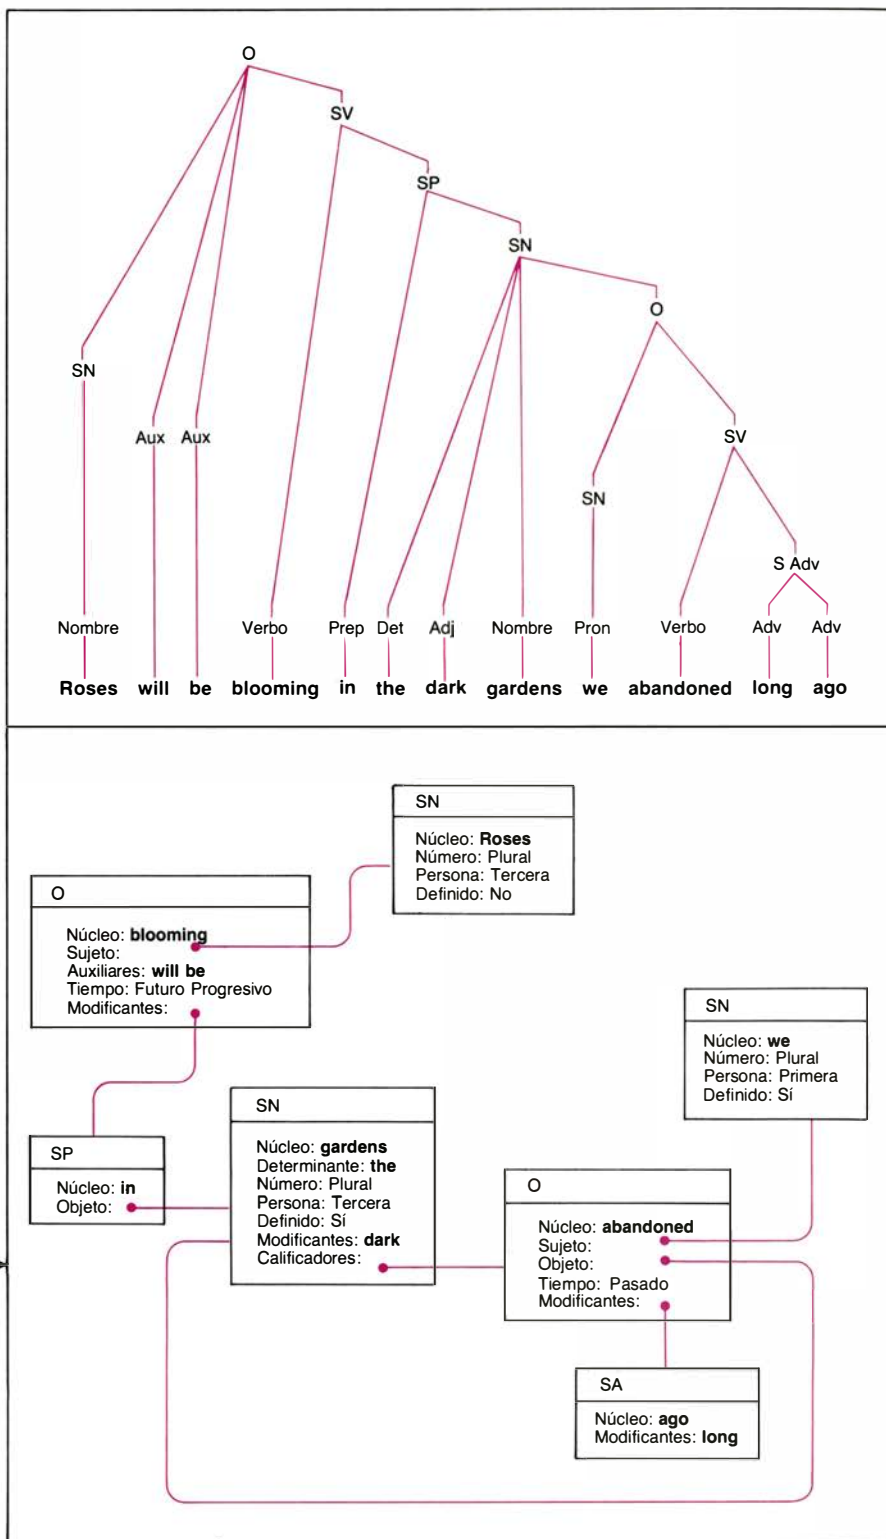 O
SV
SP
SN
O
SN
Aux Aux
SV
SN
S Adv
Nombre Verbo Prep Det Adj Nombre Pron Verbo Adv Adv
Roses will be blooming in the dark gardens we abandoned long ago
SN
Núcleo: Roses
Número: Plural
Persona: Tercera
Definido: No
O
Núcleo: blooming
Sujeto:
Auxiliares: will be
Tiempo: Futuro Progresivo
Modificantes:
SN
Núcleo: we
Número: Plural
Persona: Primera
Definido: Sí
SP
Núcleo: in
Objeto:
SN
Núcleo: gardens
Determinante: the
Número: Plural
Persona: Tercera
Definido: Sí
Modificantes: dark
Calificadores:
O
Núcleo: abandoned
Sujeto:
Objeto:
Tiempo: Pasado
Modificantes:
SA
Núcleo: ago
Modificantes: long